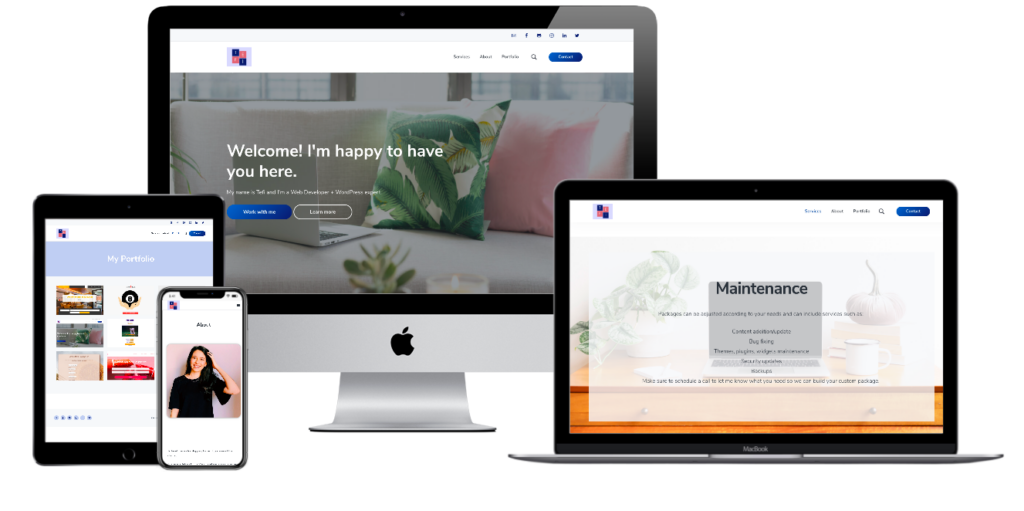 Services About Portfolio Contact
Welcome! I'm happy to have
you here.
My name is Tefi and I'm a Web Developer + WordPress expert
Work with me Learn more
My Portfolio
About
Services About Portfolio Contact
Maintenance
Packages can be adjusted according to your needs and can include services such as:
Content addition/update
Bug fixing
Themes, plugins, widgets maintenance
Security updates
Backups
Make sure to schedule a call to let me know what you need so we can build your custom package.
MacBook